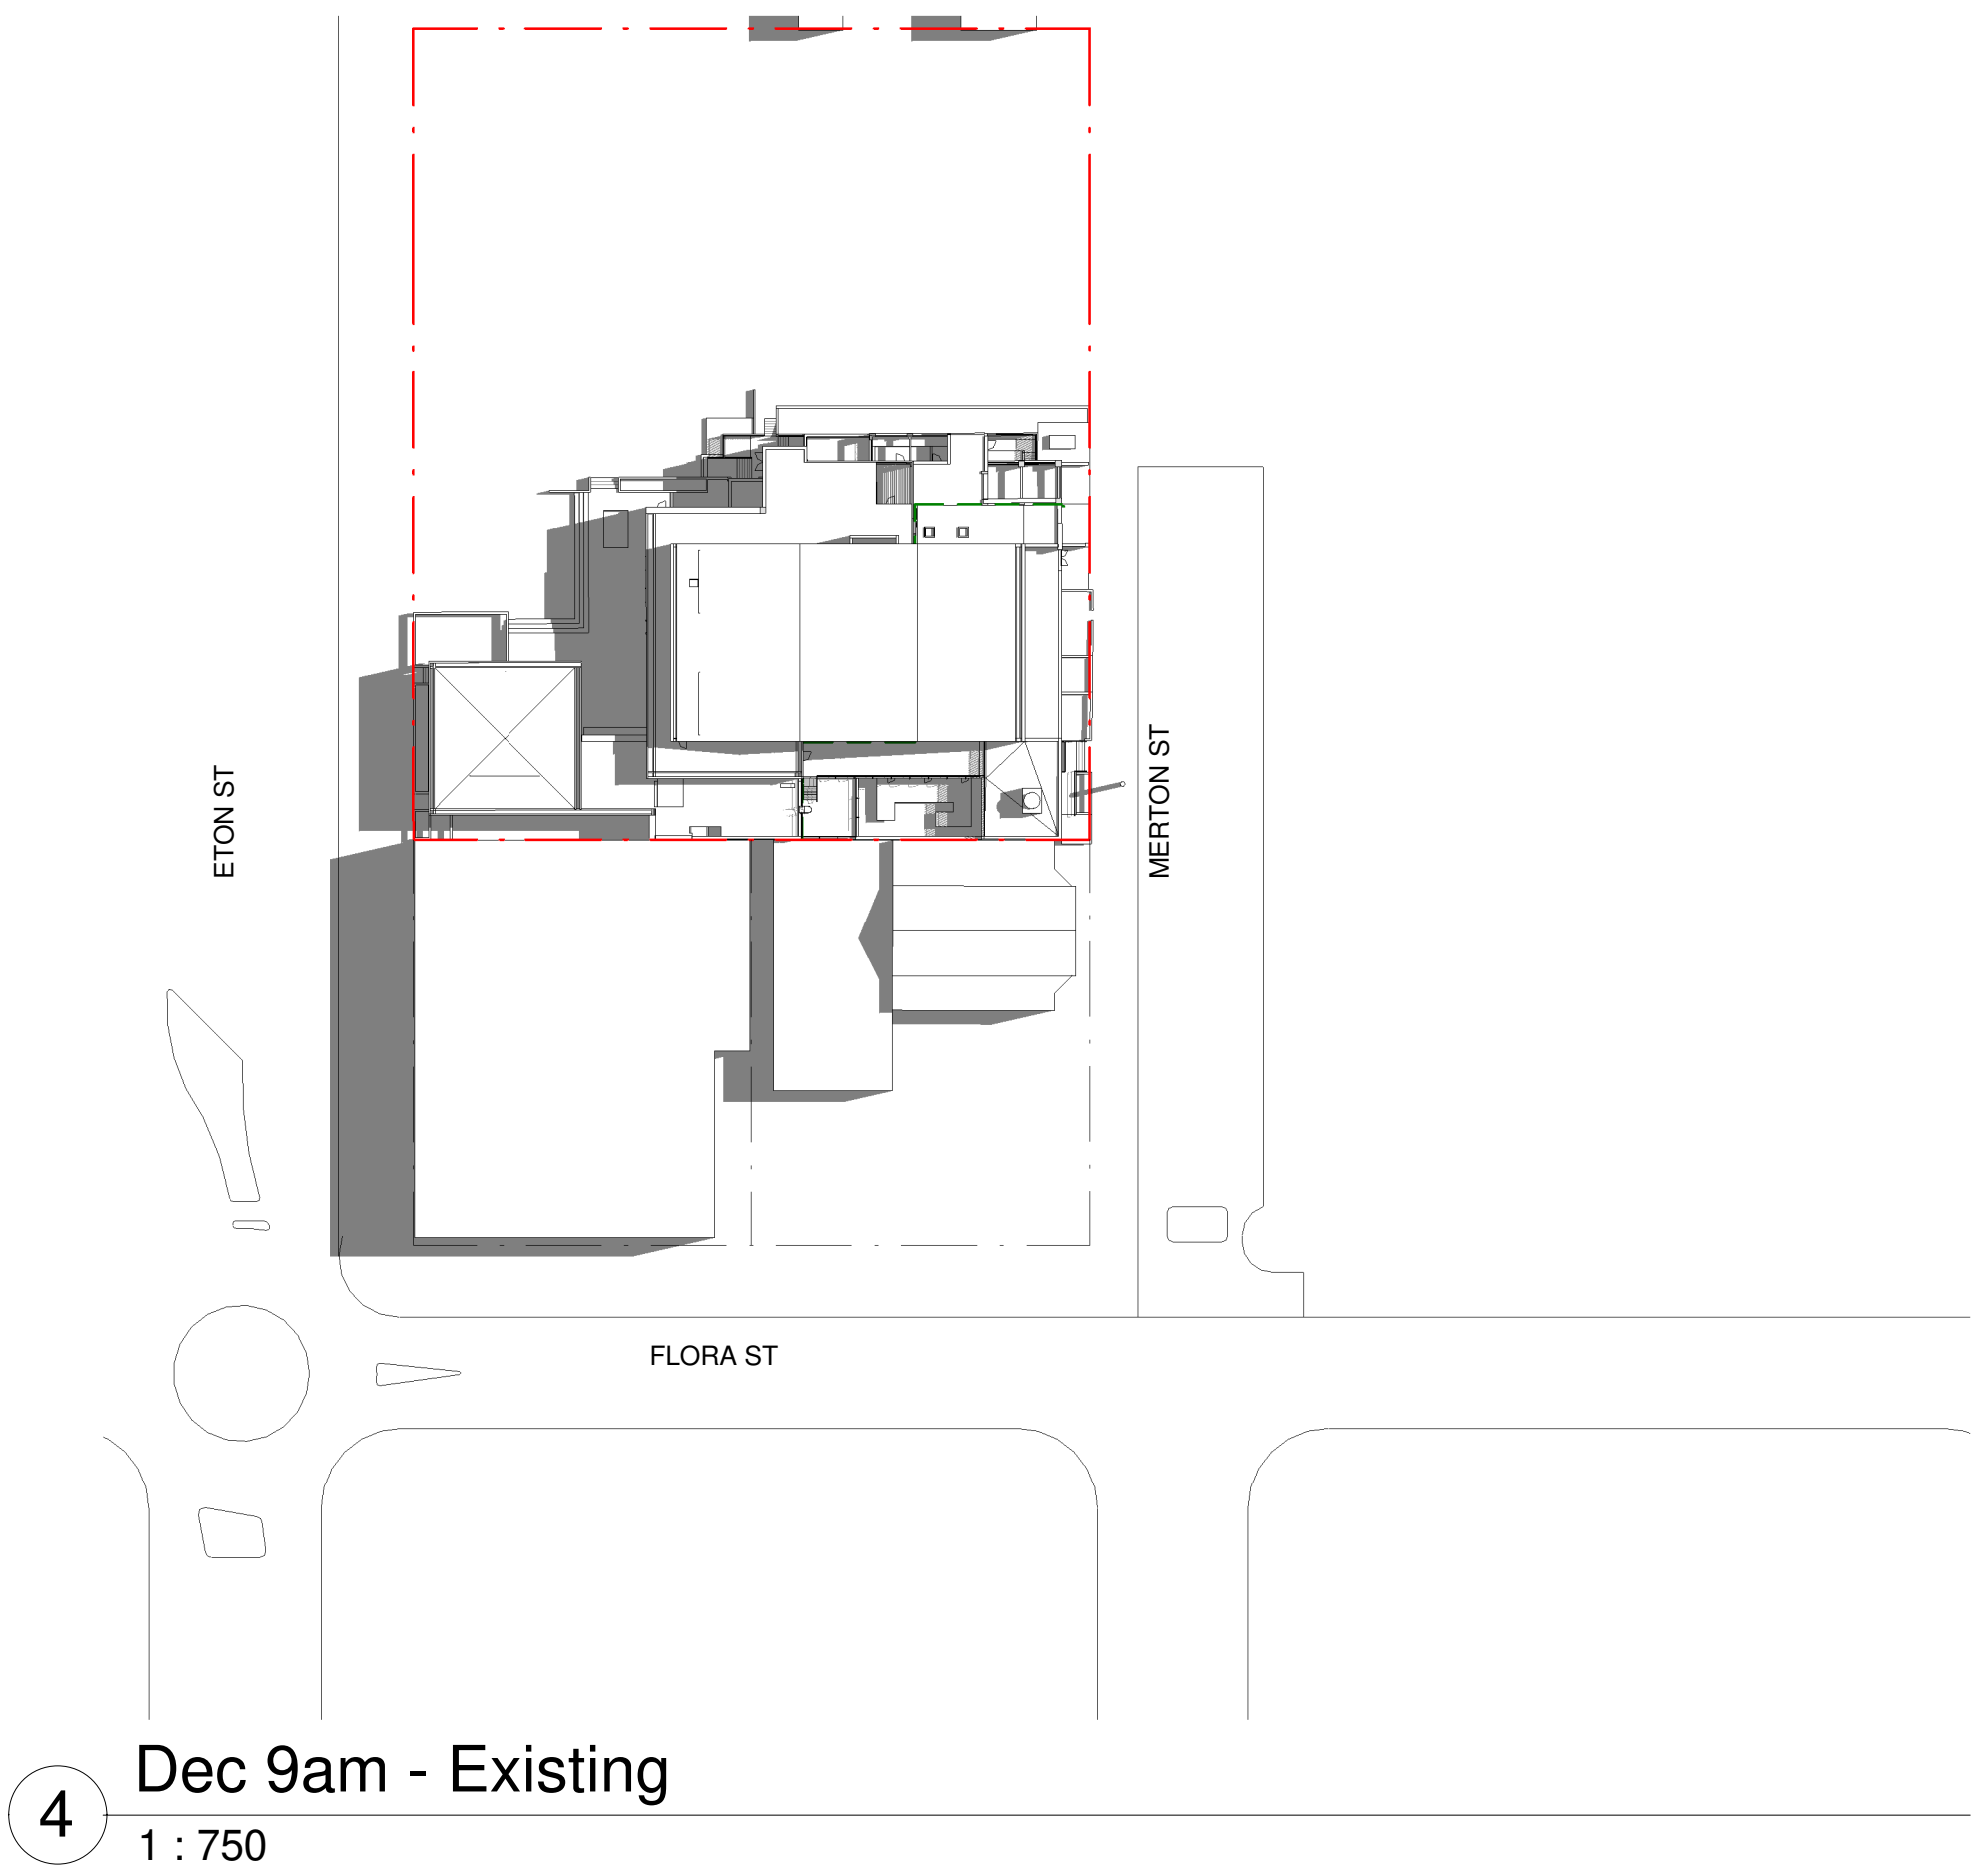 ETON ST
MERTON ST
FLORA ST
4
Dec 9am - Existing
1 : 750